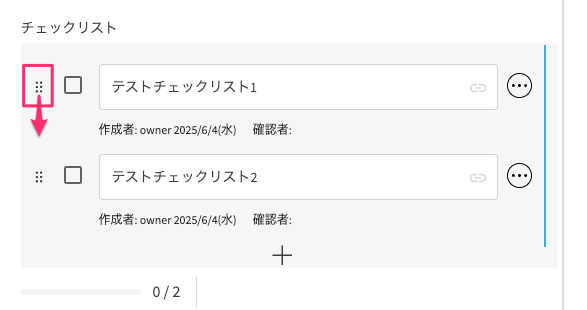 チェックリスト
テストチェックリスト1
作成者: owner 2025/6/4(水) 確認者:
テストチェックリスト2
作成者: owner 2025/6/4(水) 確認者:
0 / 2